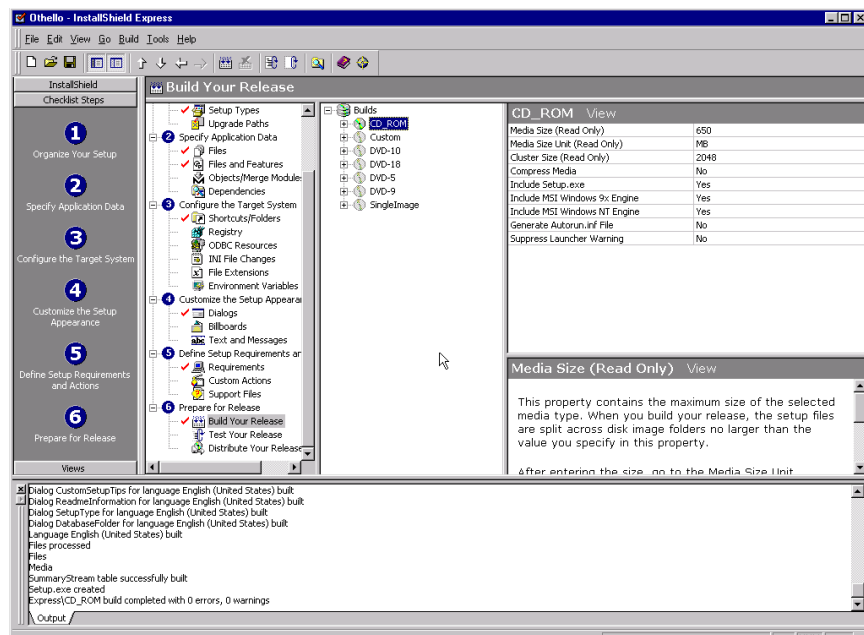 Othello - InstallShield Express
File Edit View Go Build Tools Help
InstallShield
Checklist Steps
1
Organize Your Setup
2
Specify Application Data
3
Configure the Target System
4
Customize the Setup
Appearance
5
Define Setup Requirements
and Actions
6
Prepare for Release
Views
Build Your Release
Setup Types
Upgrade Paths
2 Specify Application Data
Files
Files and Features
Objects/Merge Modules
Dependencies
3 Configure the Target System
Shortcuts/Folders
Registry
ODBC Resources
INI File Changes
File Extensions
Environment Variables
4 Customize the Setup Appearar
Dialogs
Billboards
abc Text and Messages
5 Define Setup Requirements ar
Requirements
Custom Actions
Support Files
6 Prepare for Release
Build Your Release
Test Your Release
Distribute Your Release
Builds
CD_ROM
Custom
DVD-10
DVD-18
DVD-5
DVD-9
SingleImage
CD_ROM View
Media Size (Read Only) 650
Media Size Unit (Read Only) MB
Cluster Size (Read Only) 2048
Compress Media No
Include Setup.exe Yes
Include MSI Windows 9x Engine Yes
Include MSI Windows NT Engine Yes
Generate Autorun.inf File No
Suppress Launcher Warning No
Media Size (Read Only) View
This property contains the maximum size of the selected
media type. When you build your release, the setup files
are split across disk image folders no larger than the
value you specify in this property.
After entering the size, go to the Media Size Unit
Dialog CustomSetupTips for language English (United States) built
Dialog ReadmeInformation for language English (United States) built
Dialog SetupType for language English (United States) built
Dialog DatabaseFolder for language English (United States) built
Language English (United States) built
Files processed
Files
Media
SummaryStream table successfully built
Setup.exe created
Express\CD_ROM build completed with 0 errors, 0 warnings
Output